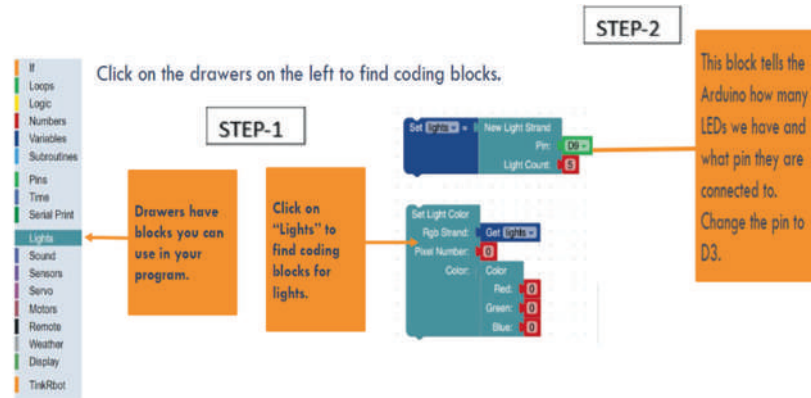 If
Loops
Logic
Numbers
Variables
Subroutines
Pins
Time
Serial Print
Lights
Sound
Sensors
Servo
Motors
Remote
Weather
Display
TinkRbot
Click on the drawers on the left to find coding blocks.
STEP-1
Drawers have
blocks you can
use in your
program.
Click on
“Lights” to
find coding
blocks for
lights.
Set lights = New Light Strand
Pin: D9
Light Count: 5
Set Light Color
Rgb Strand: Get lights
Pixel Number: 0
Color: Color
Red: 0
Green: 0
Blue: 0
STEP-2
This block tells the
Arduino how many
LEDs we have and
what pin they are
connected to.
Change the pin to
D3.